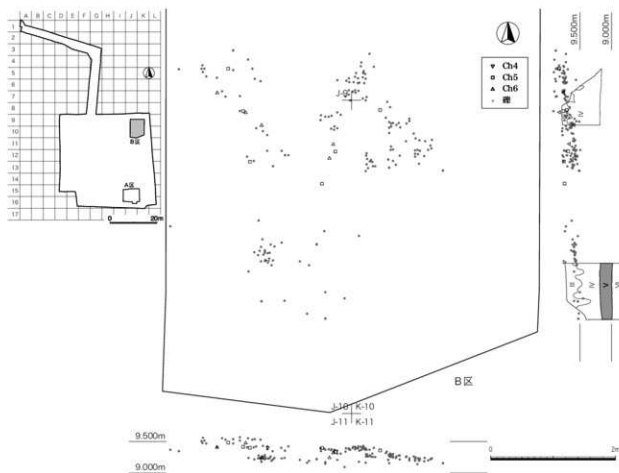 A B C D E F G H I J K L
1
2
3
4
5
6
7
8
9
10
11
12
13
14
15
16
17
B区
A区
0 20m
J-9
Ch4
Ch5
Ch6
礫
9.500m
9.000m
IV
III
IV
V
VI
B区
J-10 K-10
J-11 K-11
9.500m
9.000m
0 2m